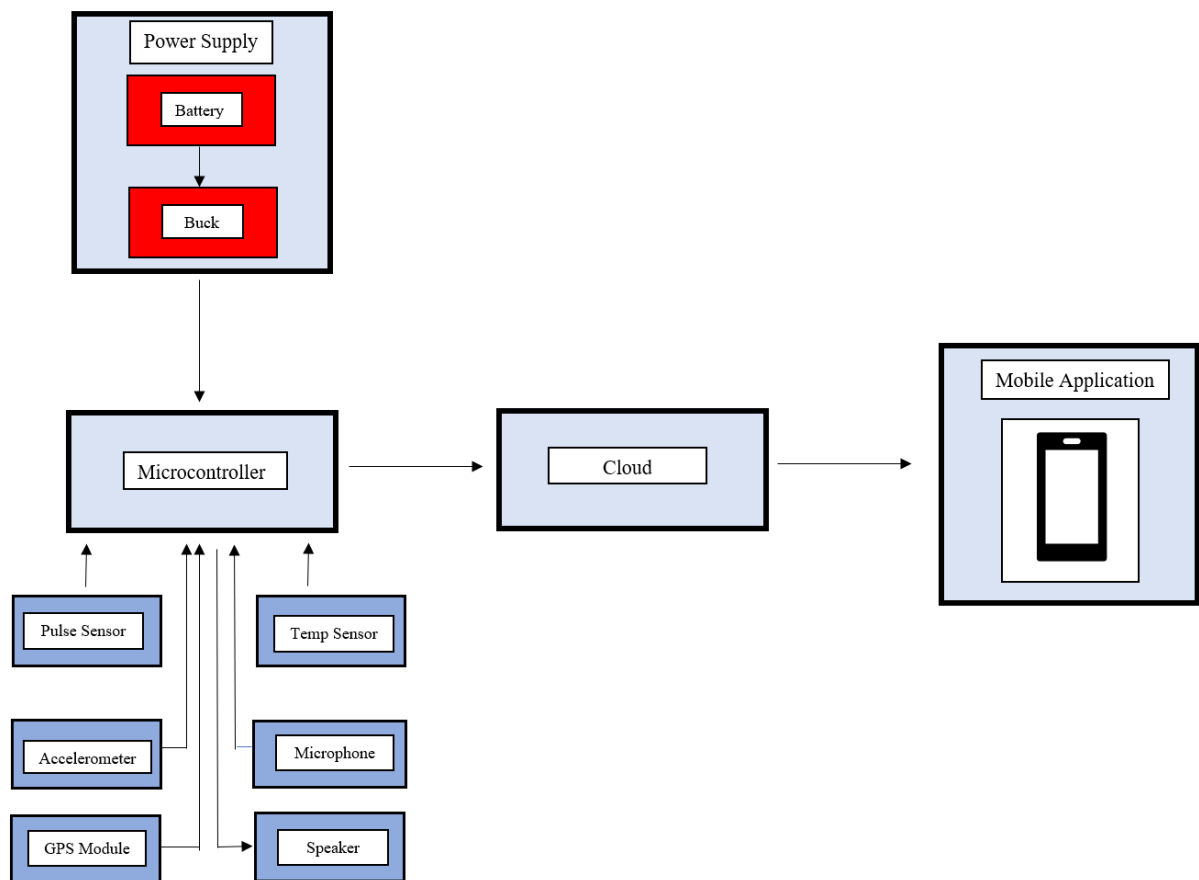 Power Supply
Battery
Buck
Mobile Application
Microcontroller
Cloud
Pulse Sensor
Temp Sensor
Accelerometer
Microphone
GPS Module
Speaker